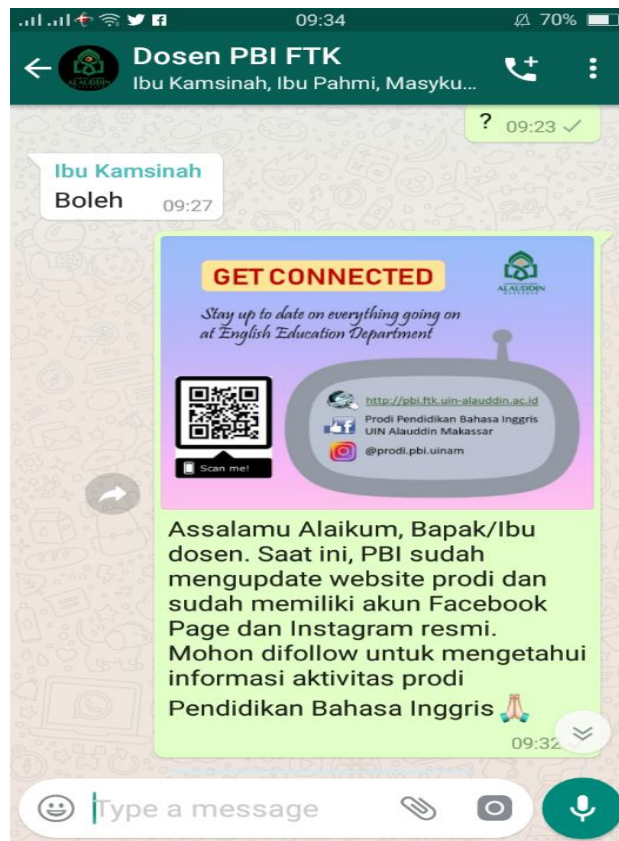 09:34
70%
Dosen PBI FTK
Ibu Kamsinah, Ibu Pahmi, Masyku...
? 09:23
Ibu Kamsinah
Boleh 09:27
GET CONNECTED
ALAUDDIN
Stay up to date on everything going on
at English Education Department
http://pbi.ftk.uin-alauddin.ac.id
Prodi Pendidikan Bahasa Inggris
UIN Alauddin Makassar
@prodi.pbi.uinam
Scan me!
Assalamu Alaikum, Bapak/Ibu
dosen. Saat ini, PBI sudah
mengupdate website prodi dan
sudah memiliki akun Facebook
Page dan Instagram resmi.
Mohon difollow untuk mengetahui
informasi aktivitas prodi
Pendidikan Bahasa Inggris 🙏
09:32
Type a message